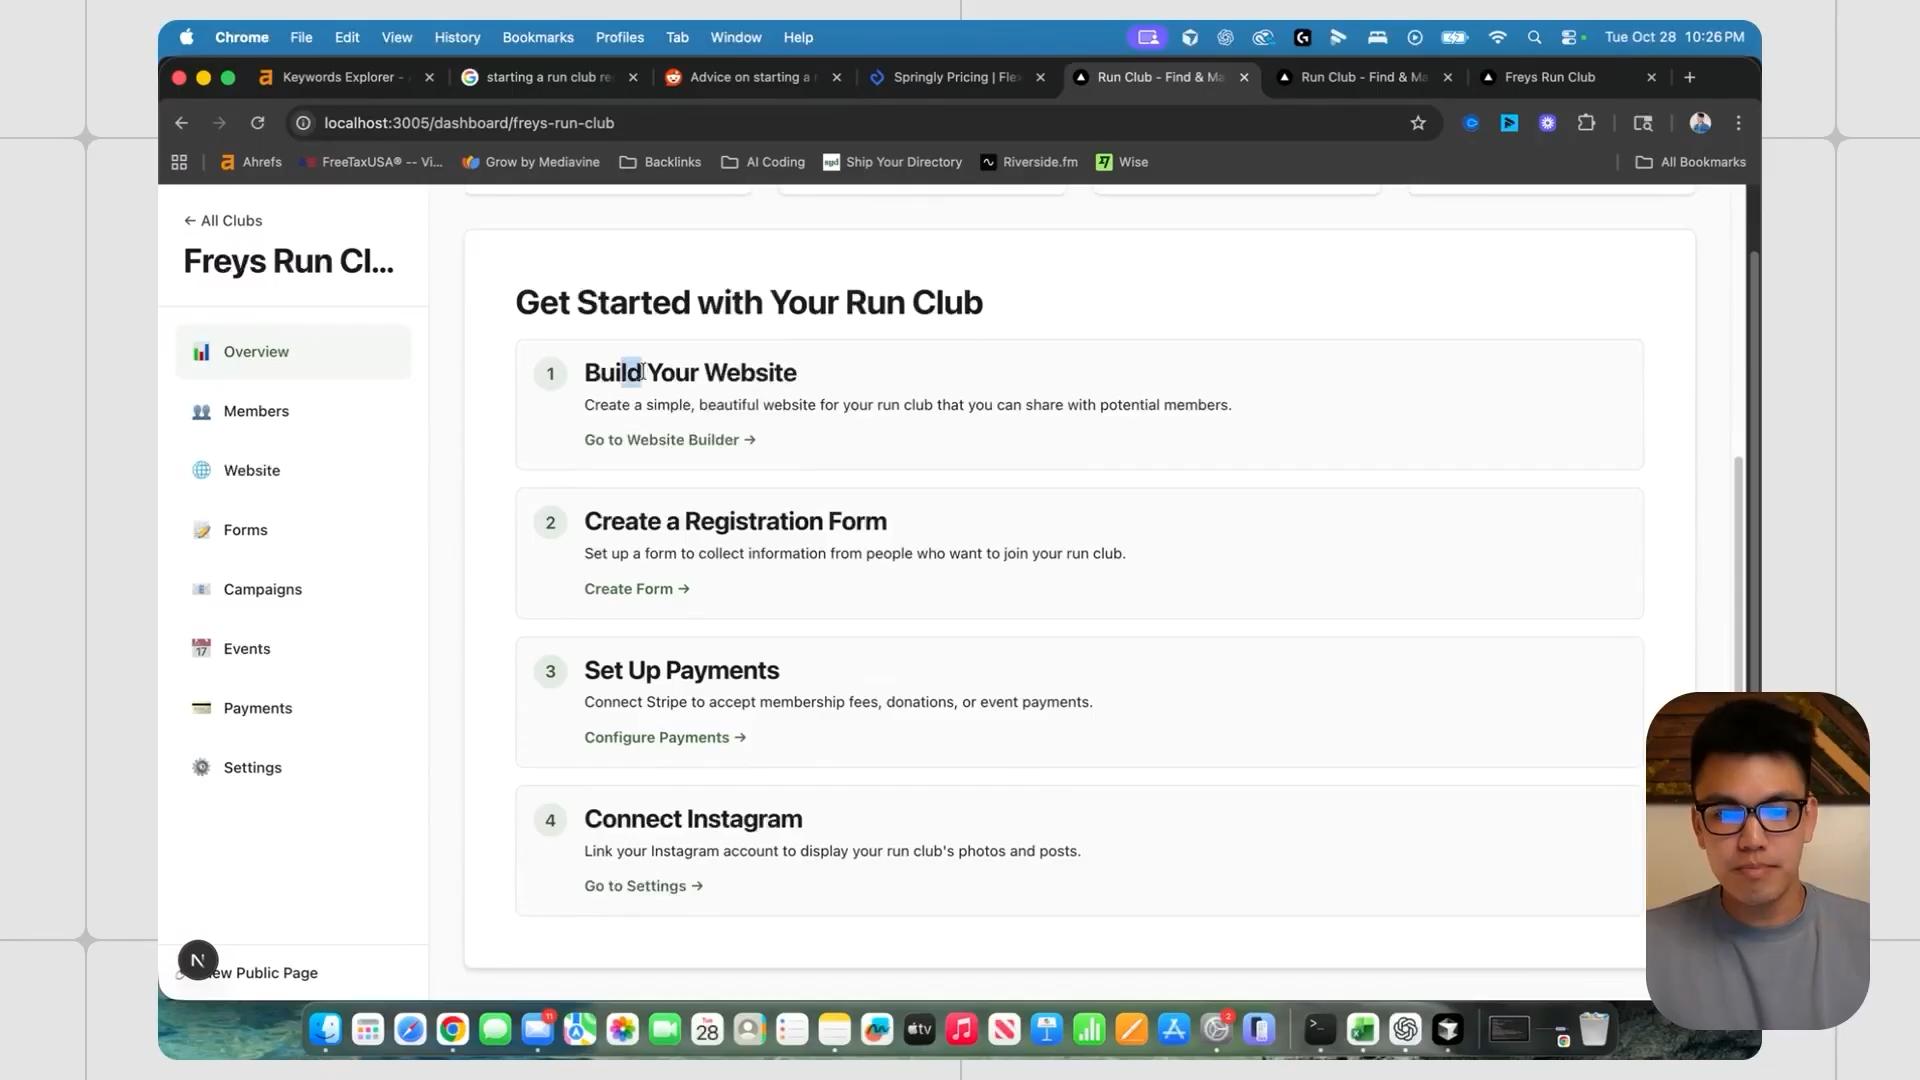 Chrome File Edit View History Bookmarks Profiles Tab Window Help Tue Oct 28 10:26 PM
Keywords Explorer - starting a run club re Advice on starting a Springly Pricing | Fle Run Club - Find & Ma Run Club - Find & Ma Freys Run Club
localhost:3005/dashboard/freys-run-club
Ahrefs FreeTaxUSA® -- Vi... Grow by Mediavine Backlinks AI Coding syd Ship Your Directory Riverside.fm Wise All Bookmarks
← All Clubs
Freys Run Cl...
Overview
Members
Website
Forms
Campaigns
17 Events
Payments
Settings
N ew Public Page
Get Started with Your Run Club
1 Build Your Website
Create a simple, beautiful website for your run club that you can share with potential members.
Go to Website Builder →
2 Create a Registration Form
Set up a form to collect information from people who want to join your run club.
Create Form →
3 Set Up Payments
Connect Stripe to accept membership fees, donations, or event payments.
Configure Payments →
4 Connect Instagram
Link your Instagram account to display your run club's photos and posts.
Go to Settings →
11 Tue 28 tv 2